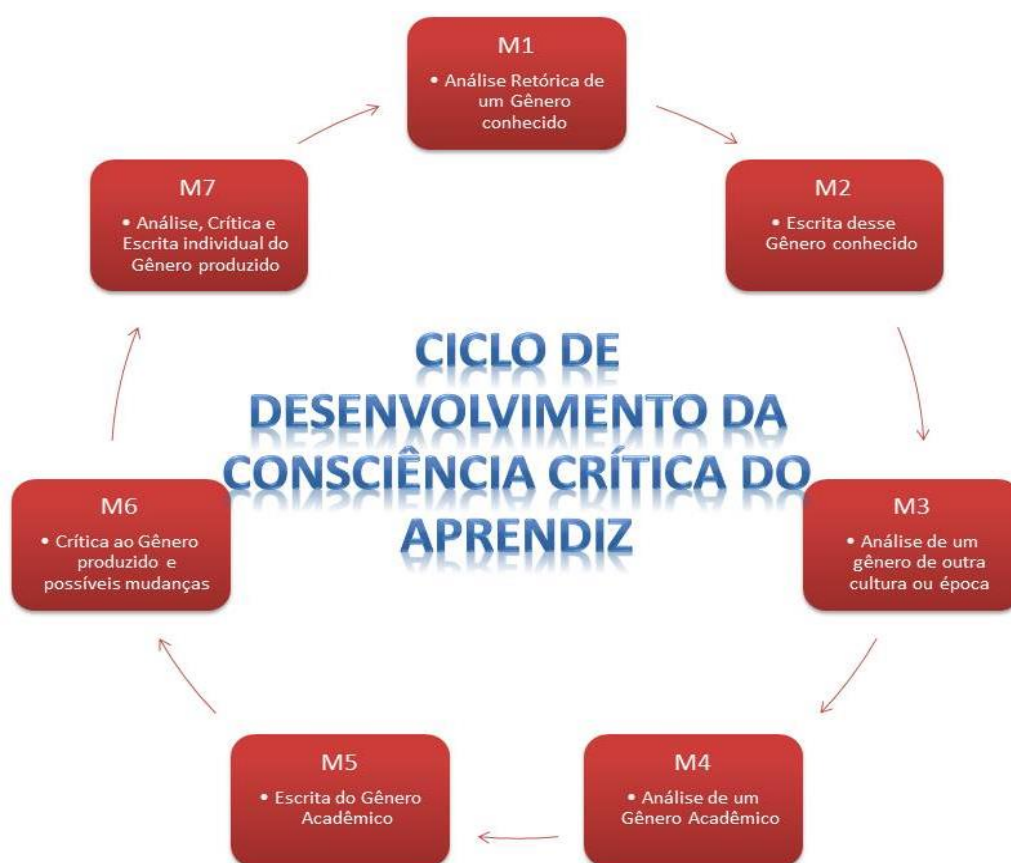 M1
• Análise Retórica de
um Gênero
conhecido
M2
• Escrita desse
Gênero conhecido
M3
• Análise de um
gênero de outra
cultura ou época
M4
• Análise de um
Gênero Acadêmico
M5
• Escrita do Gênero
Acadêmico
M6
• Crítica ao Gênero
produzido e
possíveis mudanças
M7
• Análise, Crítica e
Escrita individual do
Gênero produzido
CICLO DE
DESENVOLVIMENTO DA
CONSCIÊNCIA CRÍTICA DO
APRENDIZ